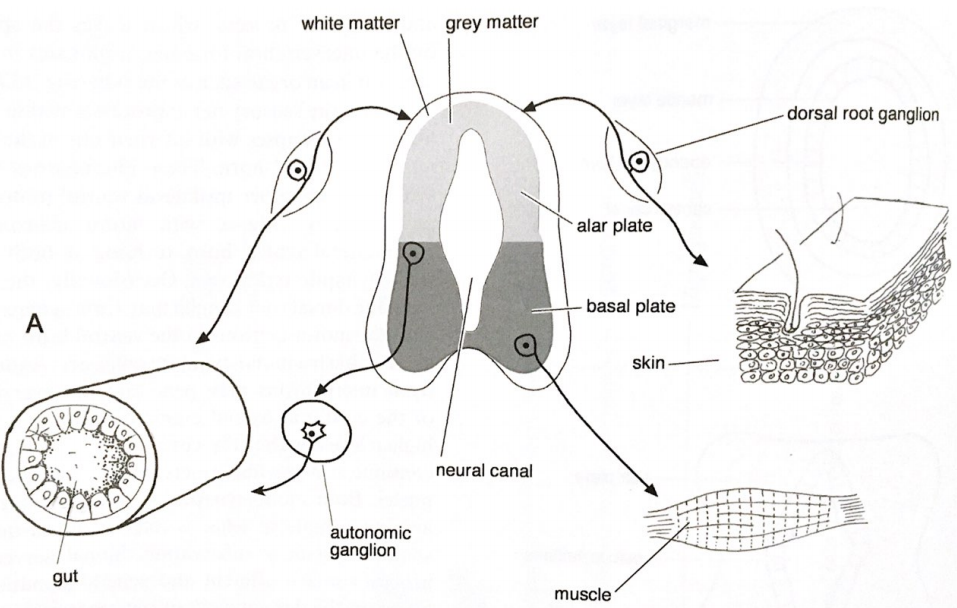 white matter
grey matter
dorsal root ganglion
alar plate
basal plate
A
skin
neural canal
autonomic
ganglion
gut
muscle